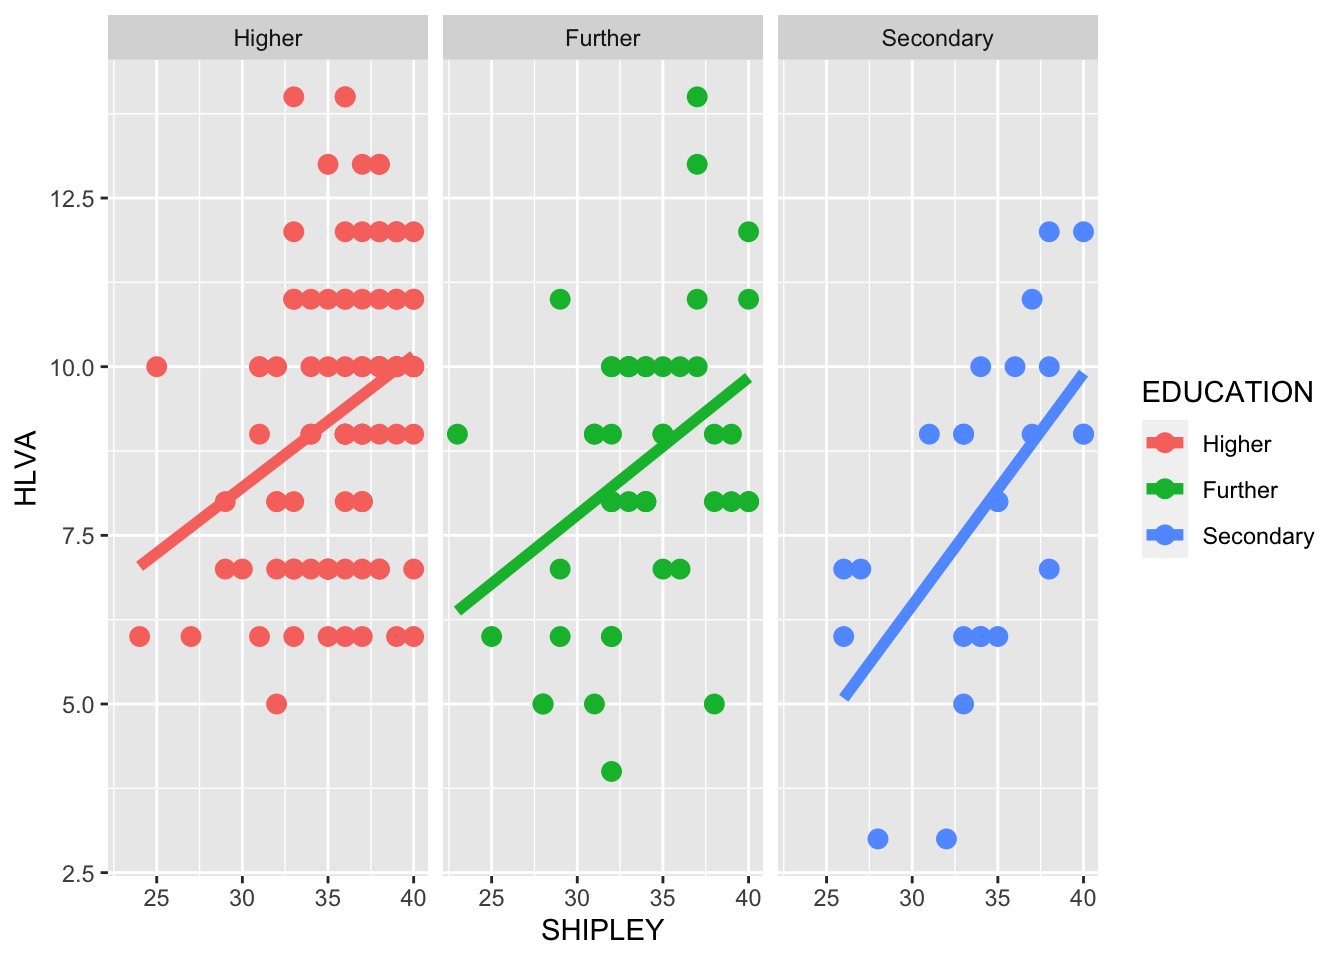 Higher Further Secondary
12.5
10.0
7.5
5.0
2.5
HLVA
25 30 35 40 25 30 35 40 25 30 35 40
SHIPLEY
EDUCATION
Higher
Further
Secondary